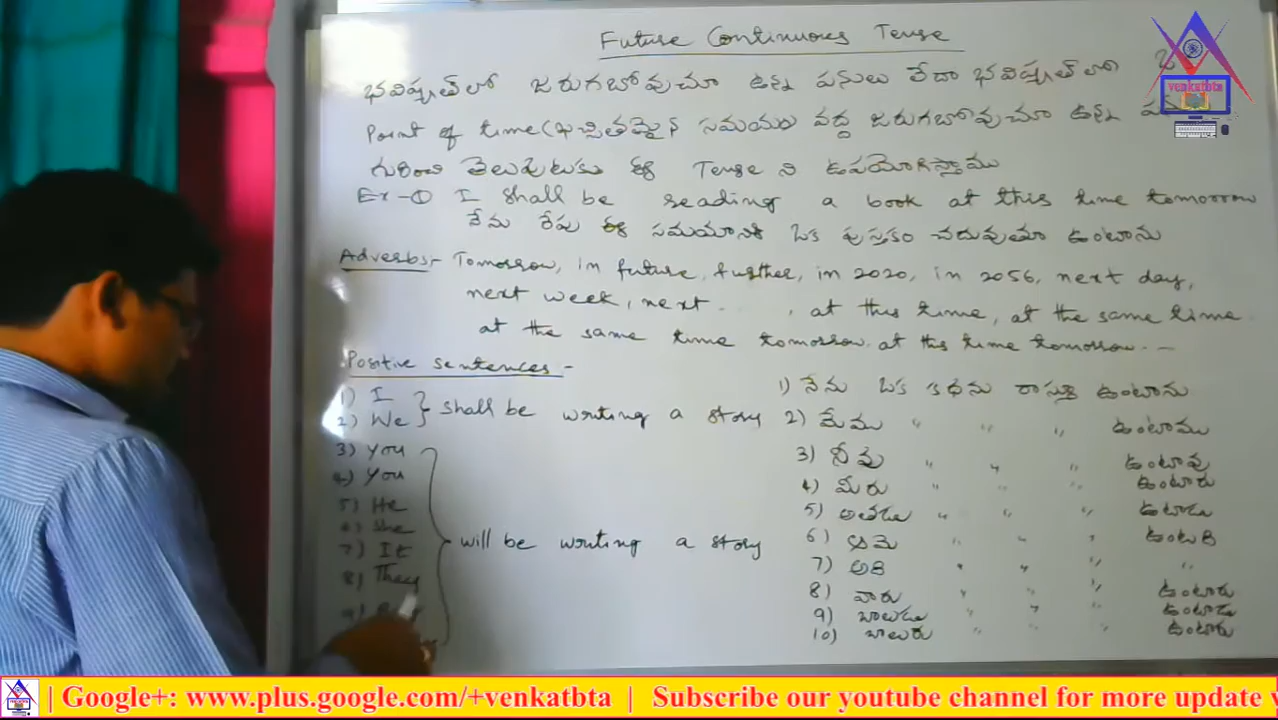 Future Continuous Tense
భవిష్యత్ లో జరుగబోవుచూ ఉన్న పనులు లేదా భవిష్యత్ లో
Point of time (ఖచ్చితమైన సమయం వద్ద జరుగబోవుచూ ఉన్న
గురించి తెలుపుటకు ఈ Tense ని ఉపయోగిస్తాము
Ex-① I shall be reading a book at this time tomorrow
నేను రేపు ఈ సమయానికి ఒక పుస్తకం చదువుతూ ఉంటాను
Adverbs:- Tomorrow, in future, further, in 2020, in 2056, next day,
next week, next . . . , at this time, at the same time
at the same time tomorrow, at this time tomorrow ---
Positive sentences -
1) I
2) We
shall be writing a story
3) you
4) you
5) He
6) She
7) It
8) They
will be writing a story
1) నేను ఒక కథను రాస్తూ ఉంటాను
2) మేము " " " ఉంటాము
3) నీవు " " " ఉంటావు
4) మీరు " " " ఉంటారు
5) అతడు " " " ఉంటాడు
6) ఆమె " " " ఉంటుంది
7) అది " " " "
8) వారు " " " ఉంటారు
9) బాలుడు " " " ఉంటాడు
10) బాలురు " " " ఉంటారు
venkatbta
| Google+: www.plus.google.com/+venkatbta | Subscribe our youtube channel for more update